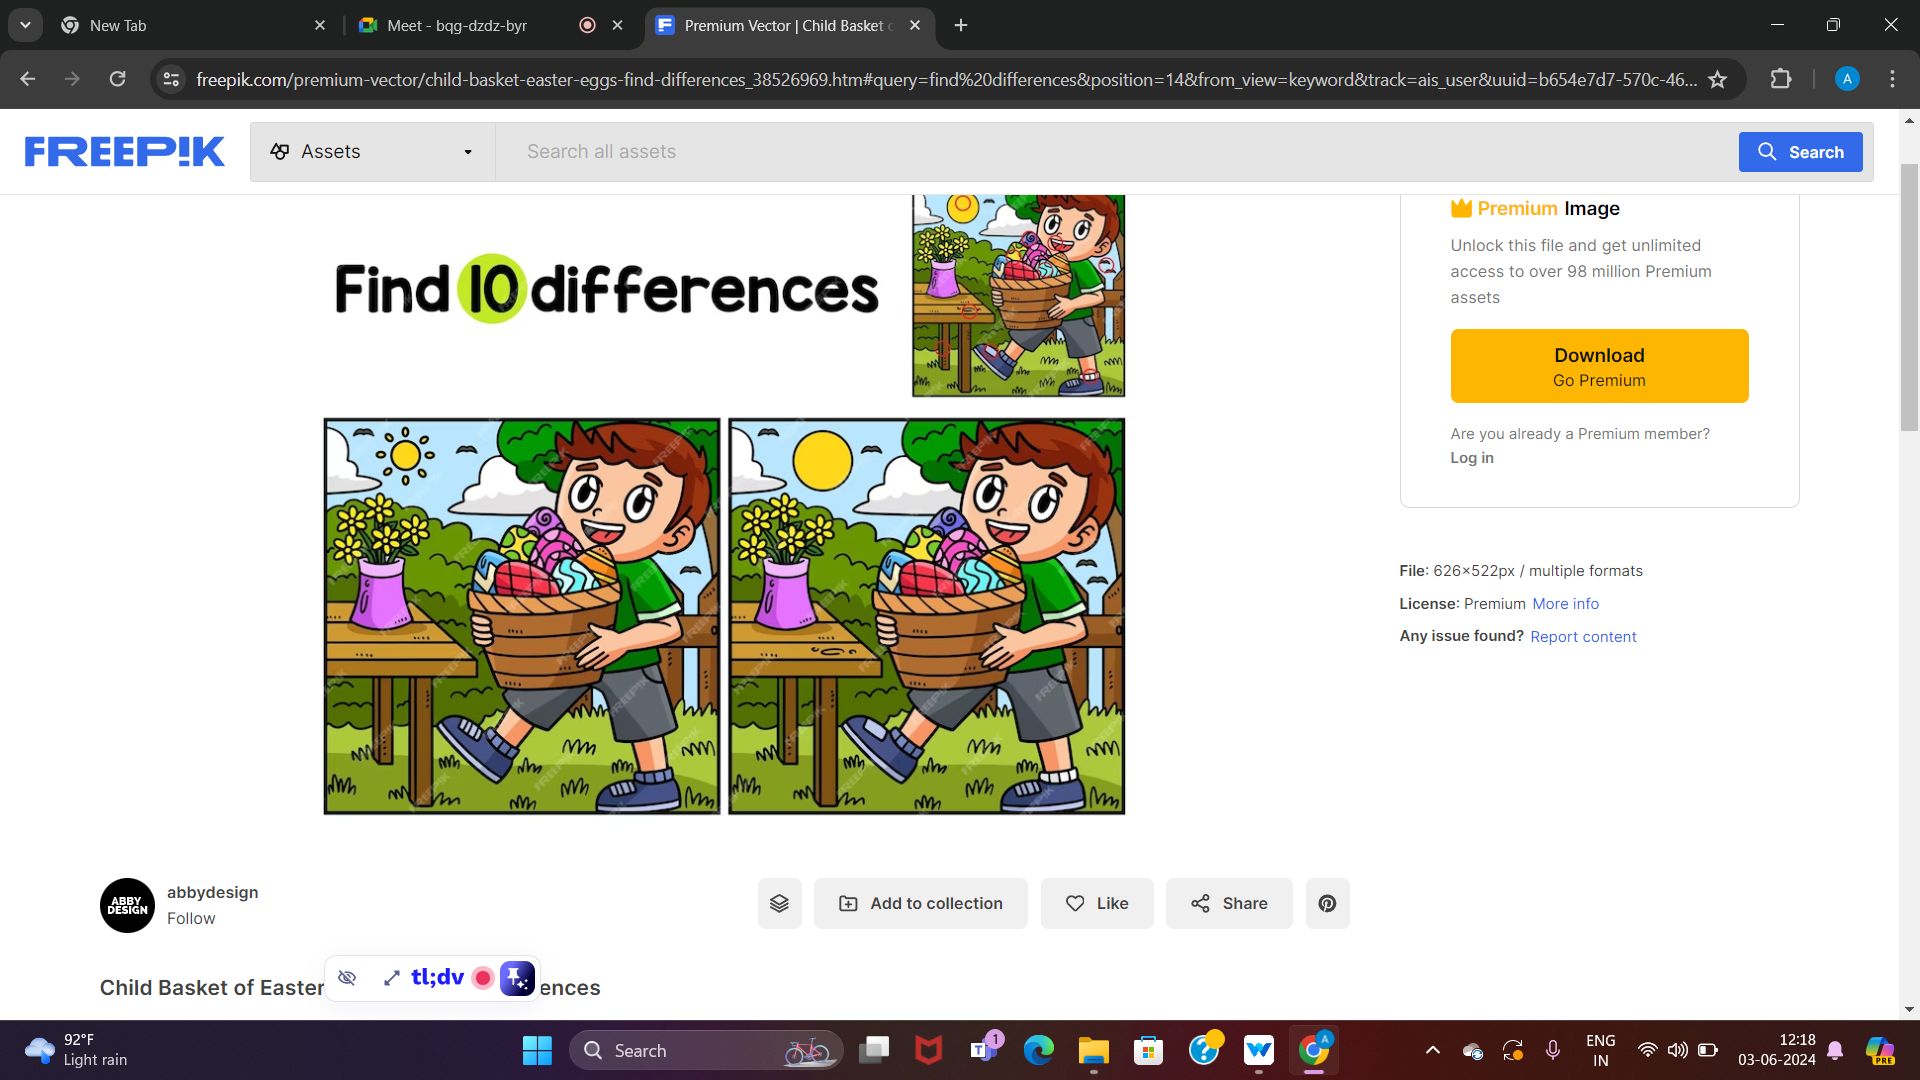 New Tab
Meet - bqg-dzdz-byr
Premium Vector | Child Basket o
freepik.com/premium-vector/child-basket-easter-eggs-find-differences_38526969.htm#query=find%20differences&position=14&from_view=keyword&track=ais_user&uuid=b654e7d7-570c-46...
A
FREEP!K
Assets
Search all assets
Search
Premium Image
Unlock this file and get unlimited
access to over 98 million Premium
assets
Download
Go Premium
Are you already a Premium member?
Log in
Find 10 differences
File: 626×522px / multiple formats
License: Premium More info
Any issue found? Report content
ABBY
DESIGN
abbydesign
Follow
Add to collection
Like
Share
Child Basket of Easter
tl;dv
ences
92°F
Light rain
Search
1
A
ENG
IN
12:18
03-06-2024
PRE